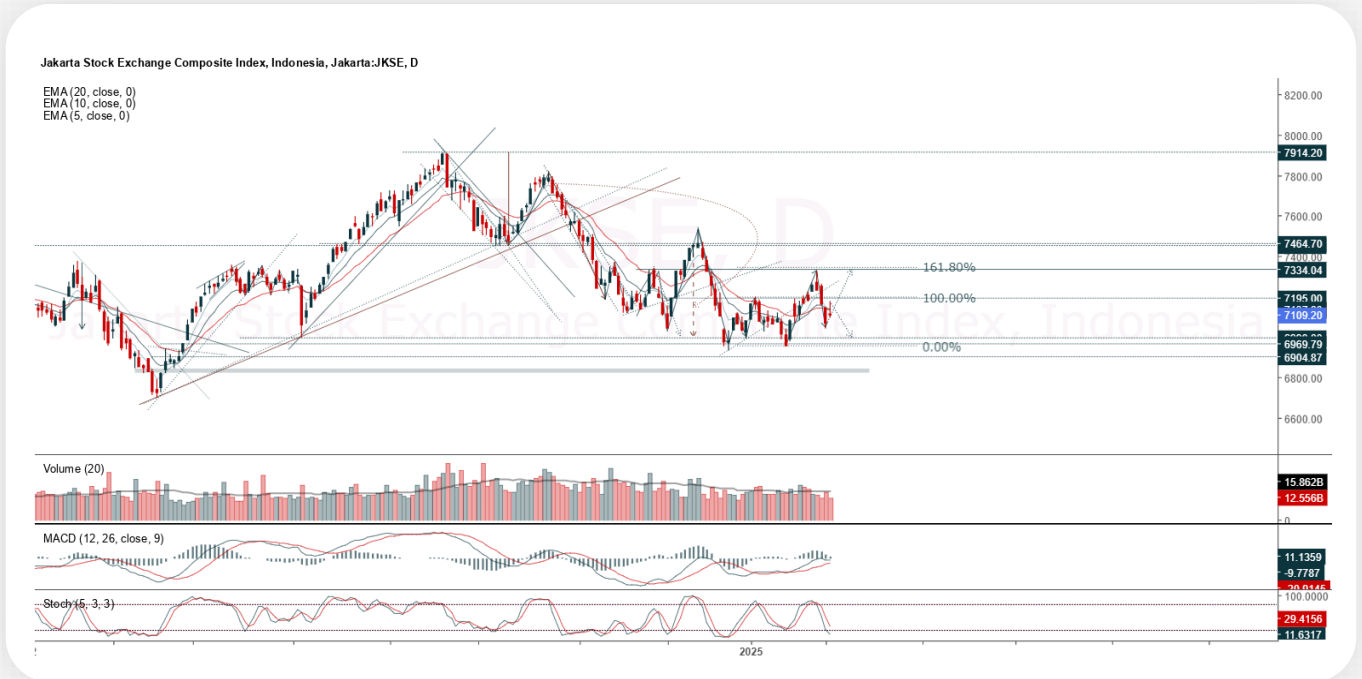 Jakarta Stock Exchange Composite Index, Indonesia, Jakarta:JKSE, D
EMA (20, close, 0)
EMA (10, close, 0)
EMA (5, close, 0)
8200.00
8000.00
7914.20
7800.00
7600.00
7464.70
7400.00
7334.04
7195.00
7109.20
6969.79
6904.87
6800.00
6600.00
JKSE, D
161.80%
100.00%
0.00%
Volume (20)
15.862B
12.556B
0
MACD (12, 26, close, 9)
11.1359
-9.7787
Stoch (5, 3, 3)
100.0000
29.4156
11.6317
2025